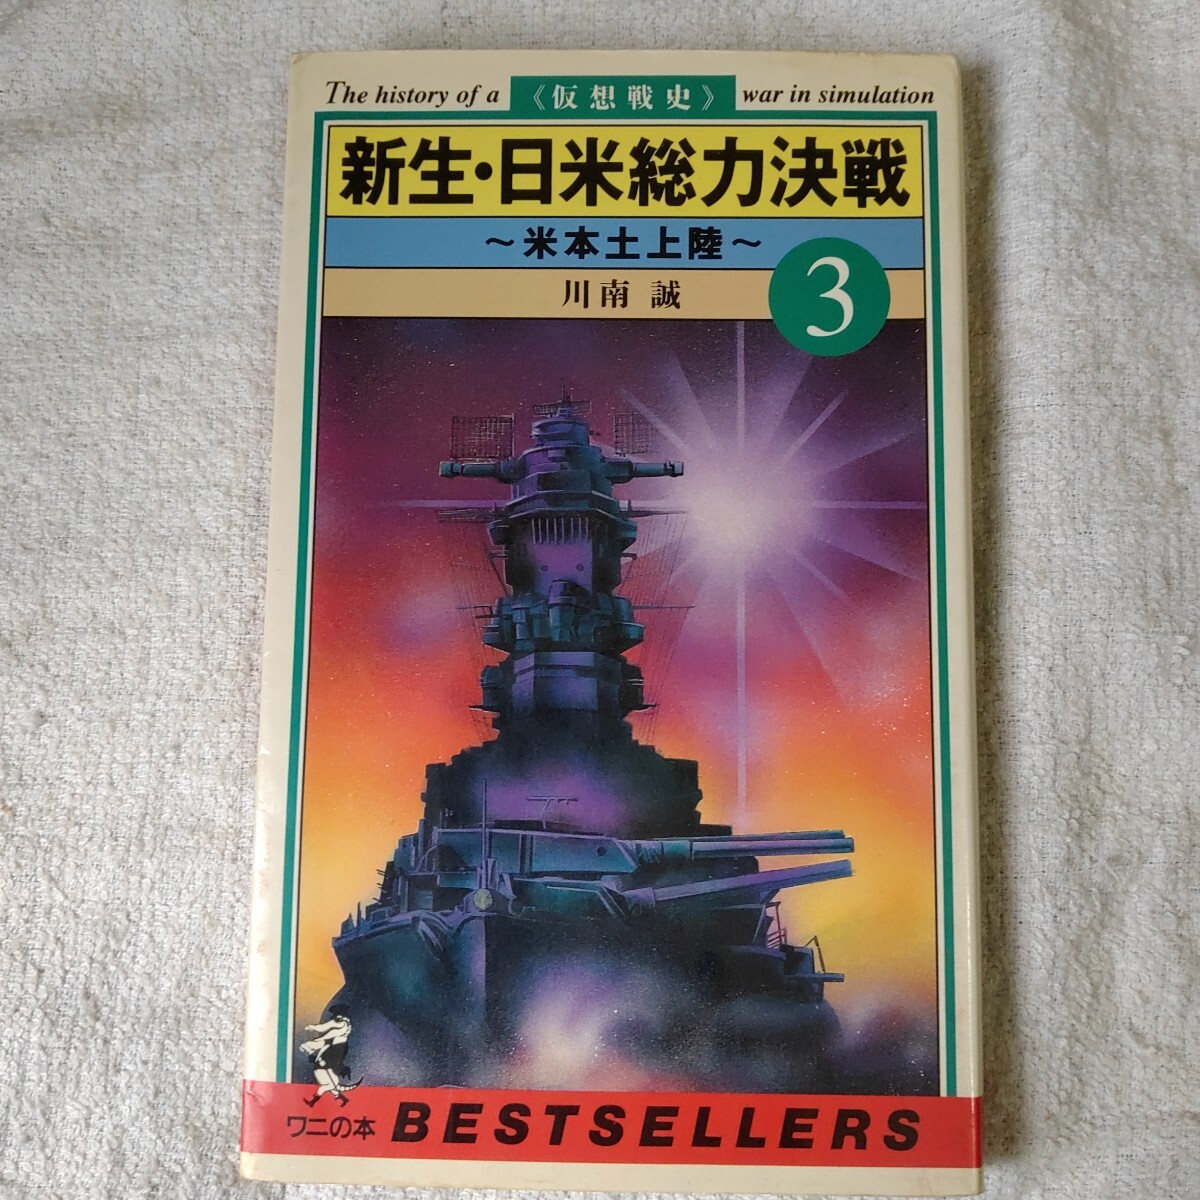 The history of a 《仮想戦史》 war in simulation
新生・日米総力決戦
～米本土上陸～
3
川南 誠
ワニの本 BESTSELLERS